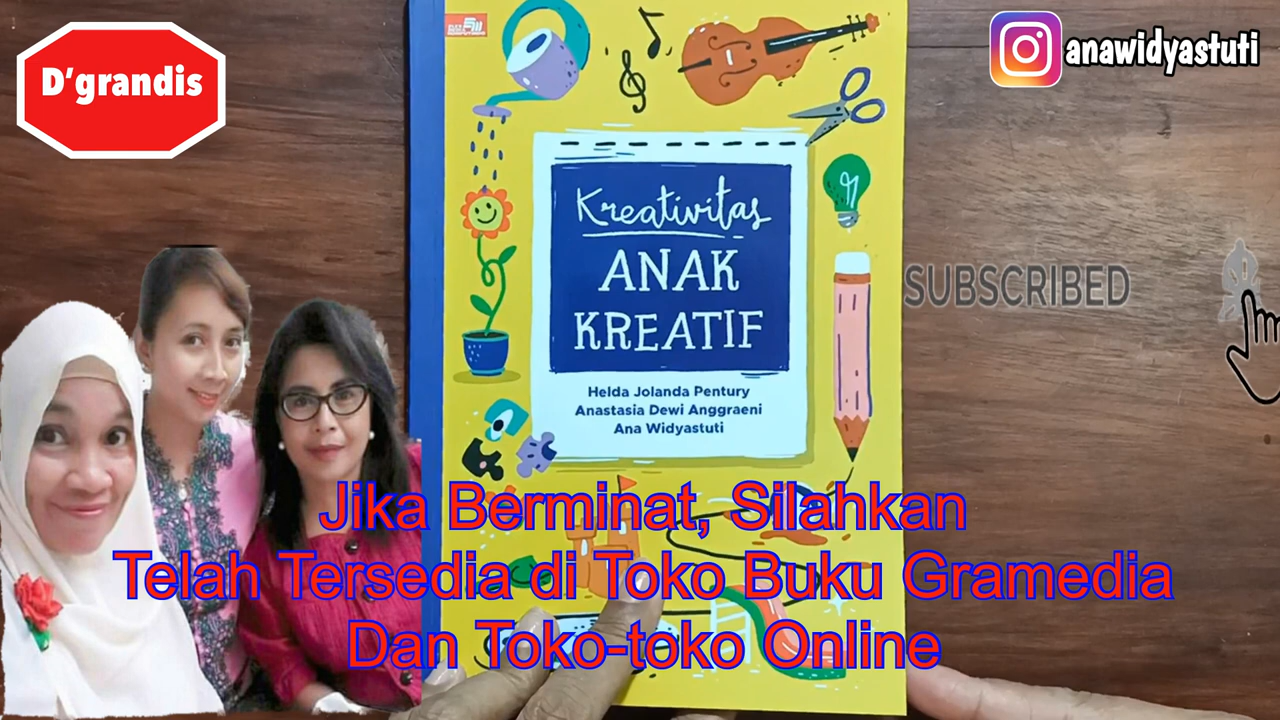 D'grandis
anawidyastuti
Kreativitas
ANAK
KREATIF
Helda Jolanda Pentury
Anastasia Dewi Anggraeni
Ana Widyastuti
SUBSCRIBED
Jika Berminat, Silahkan
Telah Tersedia di Toko Buku Gramedia
Dan Toko-toko Online